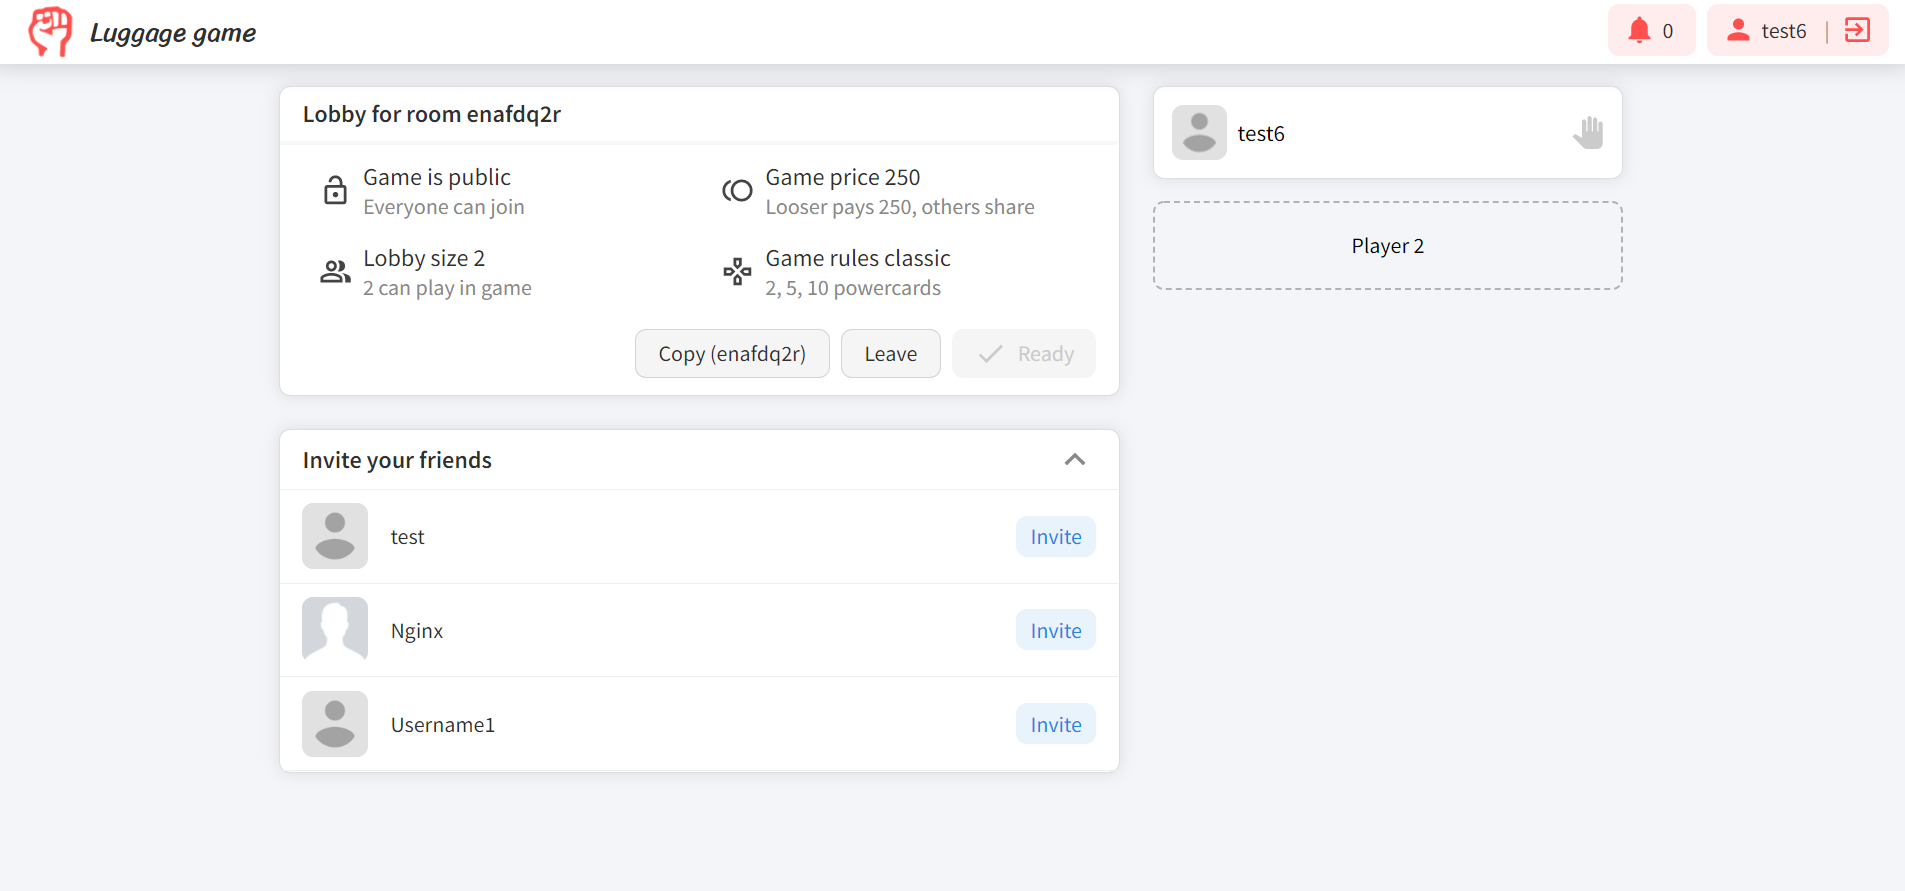 Luggage game
0
test6
Lobby for room enafdq2r
Game is public
Everyone can join
Game price 250
Looser pays 250, others share
Lobby size 2
2 can play in game
Game rules classic
2, 5, 10 powercards
Copy (enafdq2r)
Leave
Ready
test6
Player 2
Invite your friends
test
Invite
Nginx
Invite
Username1
Invite